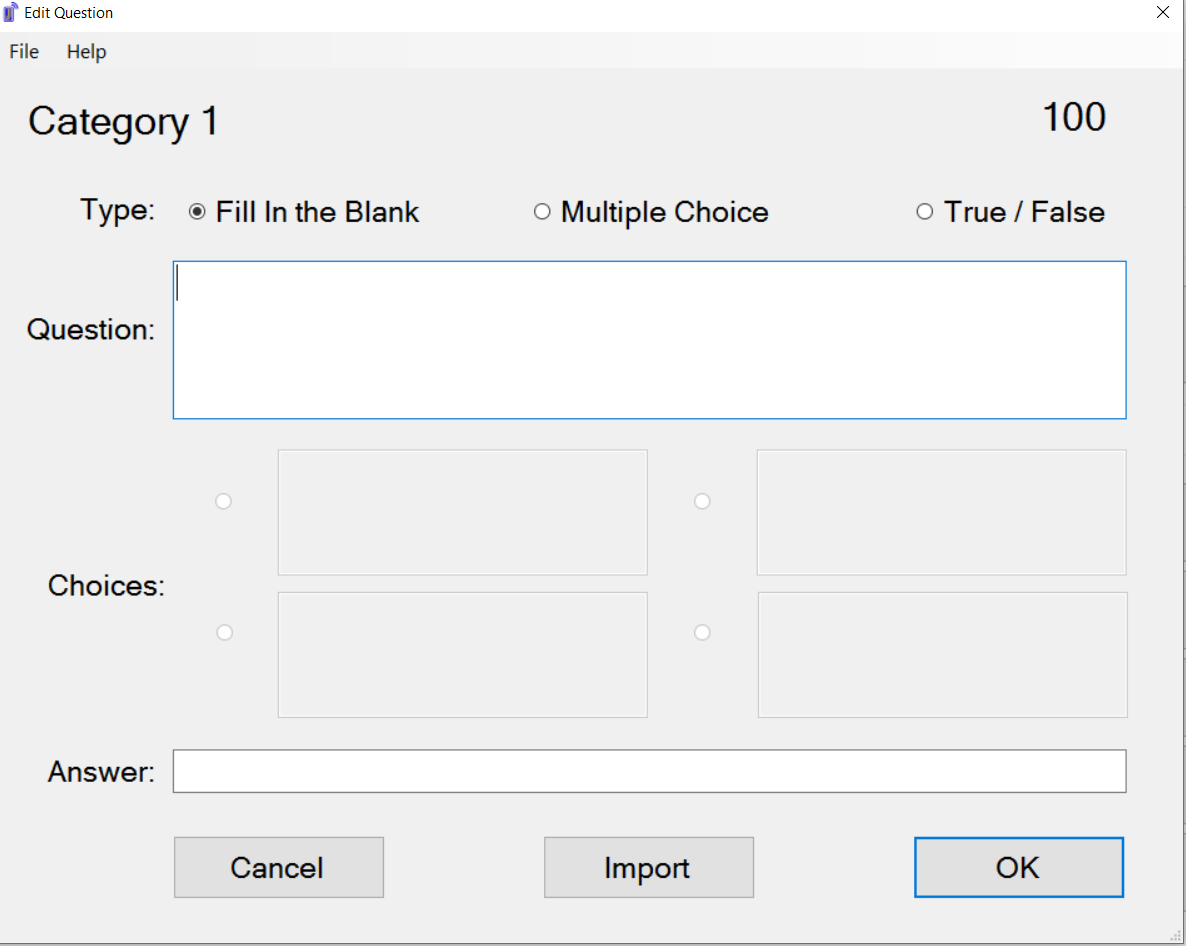 Edit Question
File Help
Category 1 100
Type: Fill In the Blank Multiple Choice True / False
Question:
Choices:
Answer:
Cancel Import OK